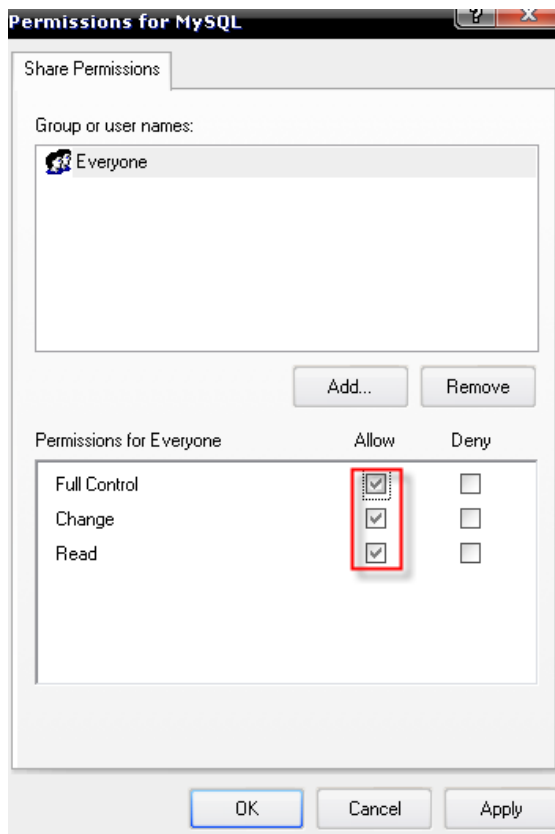 Permissions for MySQL
?
X
Share Permissions
Group or user names:
Everyone
Add...
Remove
Permissions for Everyone
Allow
Deny
Full Control
Change
Read
OK
Cancel
Apply